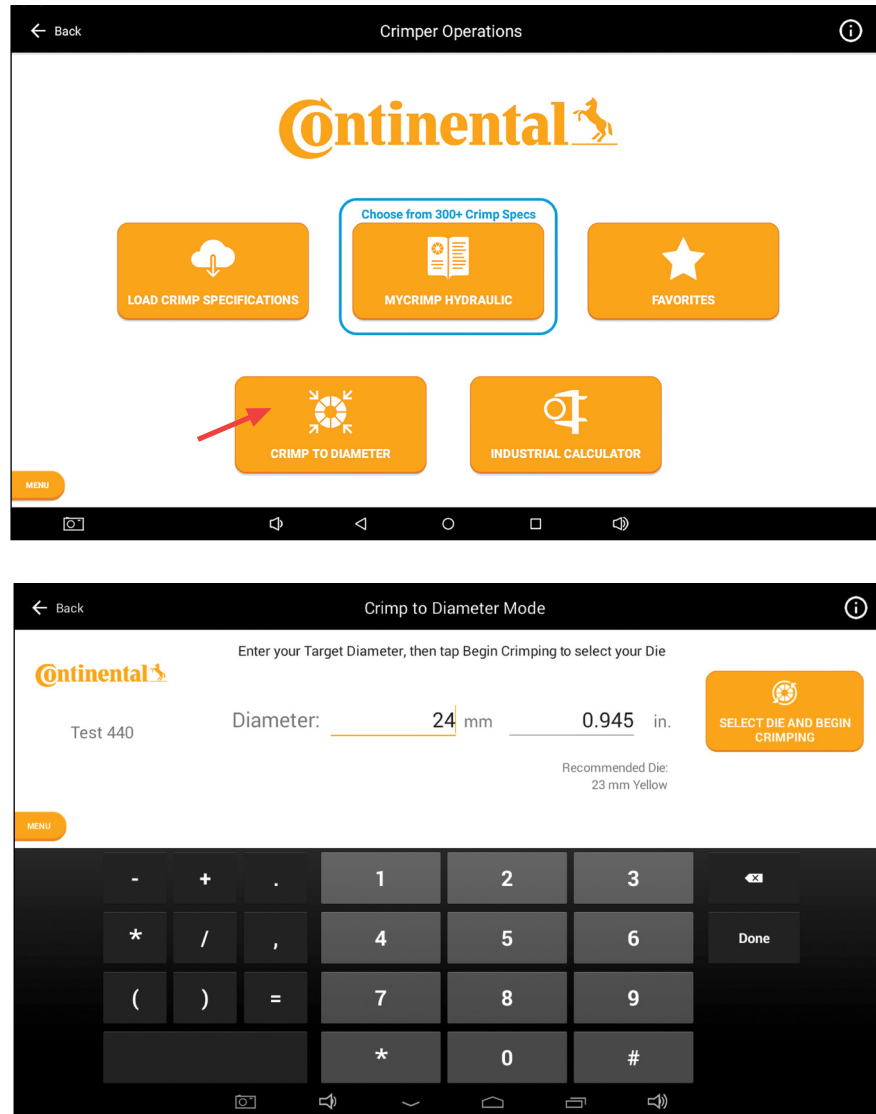 Back
Crimper Operations
Continental
Choose from 300+ Crimp Specs
LOAD CRIMP SPECIFICATIONS
MYCRIMP HYDRAULIC
FAVORITES
CRIMP TO DIAMETER
INDUSTRIAL CALCULATOR
MENU
Back
Crimp to Diameter Mode
Enter your Target Diameter, then tap Begin Crimping to select your Die
Continental
Test 440
Diameter: 24 mm 0.945 in.
SELECT DIE AND BEGIN
CRIMPING
Recommended Die:
23 mm Yellow
MENU
- + . 1 2 3
* / , 4 5 6 Done
( ) = 7 8 9
* 0 #